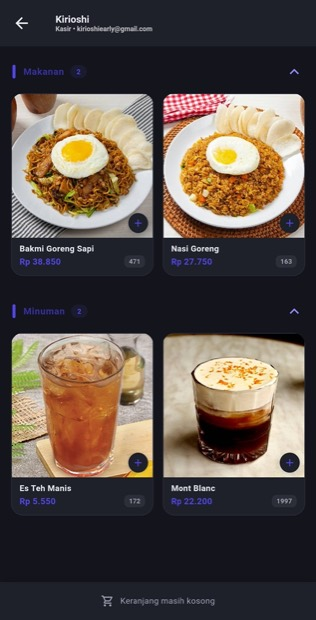 Kirioshi
Kasir • kirioshiearly@gmail.com
Makanan 2
Bakmi Goreng Sapi
Rp 38.850 471
Nasi Goreng
Rp 27.750 163
Minuman 2
Es Teh Manis
Rp 5.550 172
Mont Blanc
Rp 22.200 1997
Keranjang masih kosong